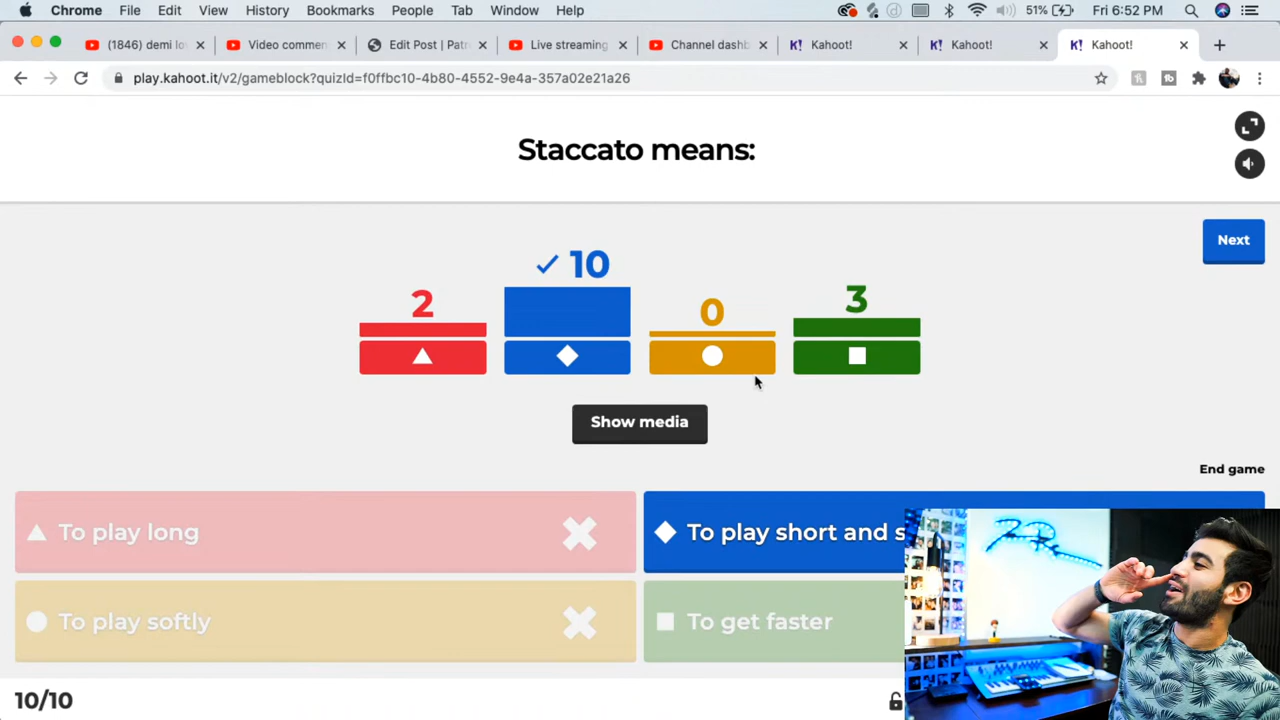 Chrome File Edit View History Bookmarks People Tab Window Help 51% Fri 6:52 PM
(1846) demi lo
Video commen
Edit Post | Patr
Live streaming
Channel dashb
Kahoot!
Kahoot!
Kahoot!
play.kahoot.it/v2/gameblock?quizId=f0ffbc10-4b80-4552-9e4a-357a02e21a26
Staccato means:
Next
2
10
0
3
Show media
End game
To play long
To play short and s
To play softly
To get faster
10/10